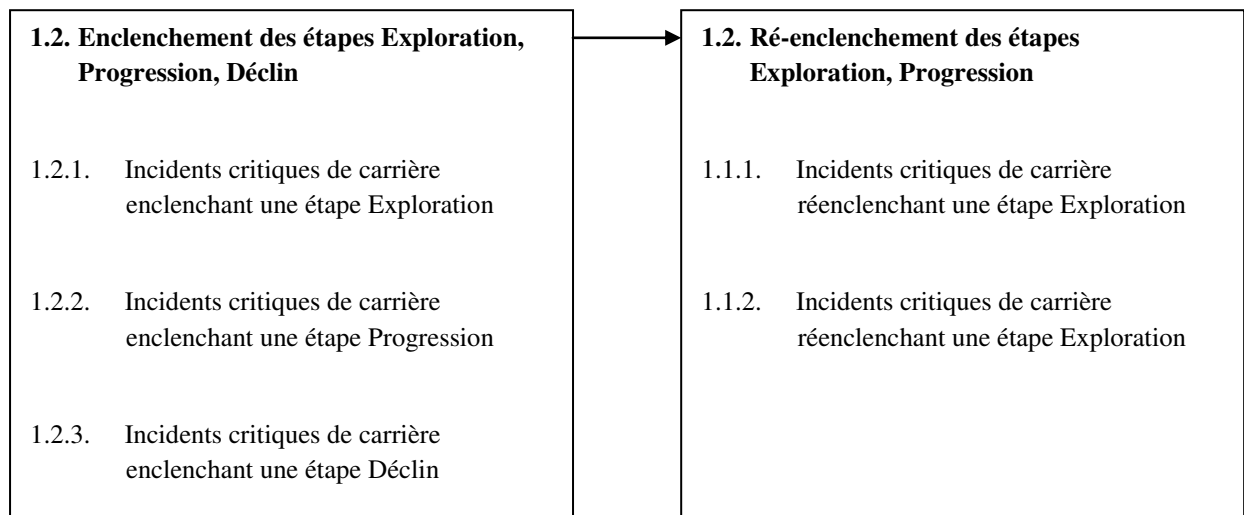 1.2. Enclenchement des étapes Exploration,
Progression, Déclin
1.2.1. Incidents critiques de carrière
enclenchant une étape Exploration
1.2.2. Incidents critiques de carrière
enclenchant une étape Progression
1.2.3. Incidents critiques de carrière
enclenchant une étape Déclin
1.2. Ré-enclenchement des étapes
Exploration, Progression
1.1.1. Incidents critiques de carrière
réenclenchant une étape Exploration
1.1.2. Incidents critiques de carrière
réenclenchant une étape Exploration